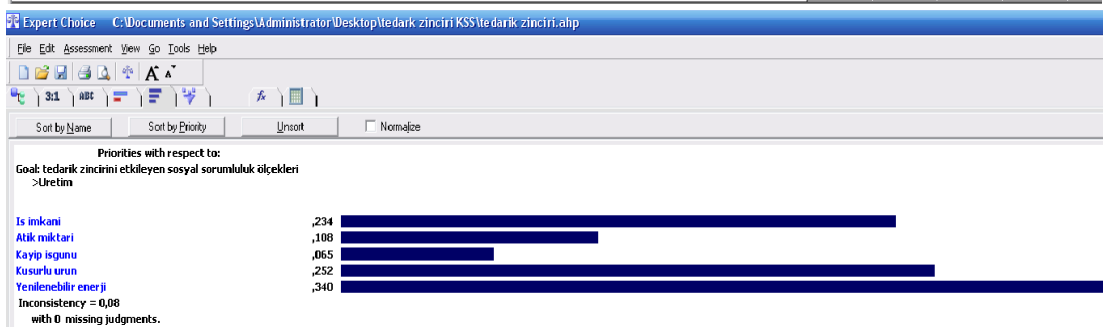 Expert Choice C:\Documents and Settings\Administrator\Desktop\tedark zinciri KSS\tedarik zinciri.ahp
File Edit Assessment View Go Tools Help
A A
3:1 ABC fx
Sort by Name Sort by Priority Unsort Normalize
Priorities with respect to:
Goal: tedarik zincirini etkileyen sosyal sorumluluk ölçekleri
>Uretim
Is imkani ,234
Atik miktari ,108
Kayip isgunu ,065
Kusurlu urun ,252
Yenilenebilir enerji ,340
Inconsistency = 0,08
with 0 missing judgments.